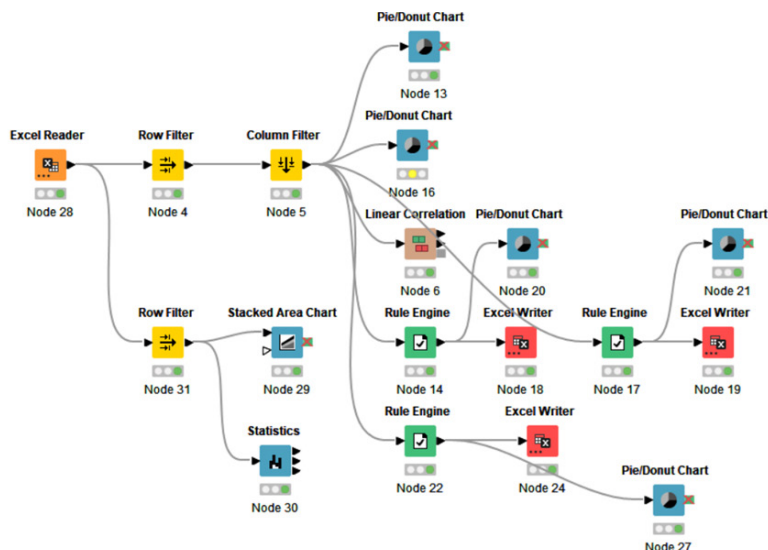 Pie/Donut Chart
Node 13
Pie/Donut Chart
Node 16
Excel Reader
Node 28
Row Filter
Node 4
Column Filter
Node 5
Linear Correlation
Node 6
Pie/Donut Chart
Node 20
Pie/Donut Chart
Node 21
Row Filter
Node 31
Stacked Area Chart
Node 29
Rule Engine
Node 14
Excel Writer
Node 18
Rule Engine
Node 17
Excel Writer
Node 19
Statistics
Node 30
Rule Engine
Node 22
Excel Writer
Node 24
Pie/Donut Chart
Node 27